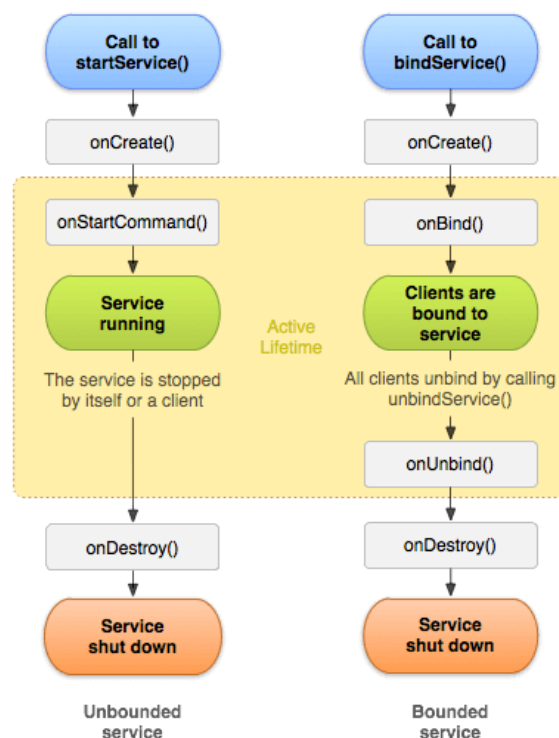 Call to
startService()
onCreate()
onStartCommand()
Service
running
The service is stopped
by itself or a client
onDestroy()
Service
shut down
Unbounded
service
Active
Lifetime
Call to
bindService()
onCreate()
onBind()
Clients are
bound to
service
All clients unbind by calling
unbindService()
onUnbind()
onDestroy()
Service
shut down
Bounded
service